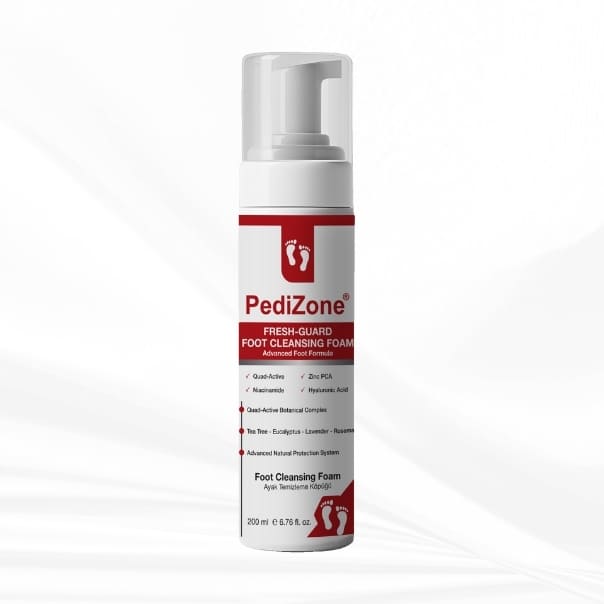 PediZone®
FRESH-GUARD
FOOT CLEANSING FOAM
Advanced Foot Formula
✓ Quad-Active ✓ Zinc PCA
✓ Niacinamide ✓ Hyaluronic Acid
Quad-Active Botanical Complex
Tea Tree - Eucalyptus - Lavender -
Advanced Natural Protection System
Foot Cleansing Foam
Ayak Temizleme Köpüğü
200 ml ℮ 6.76 fl. oz.